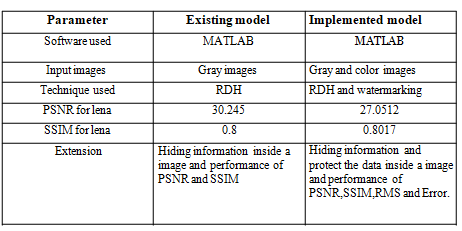 Parameter Existing model Implemented model
Software used MATLAB MATLAB
Input images Gray images Gray and color images
Technique used RDH RDH and watermarking
PSNR for lena 30.245 27.0512
SSIM for lena 0.8 0.8017
Extension Hiding information inside a Hiding information and
image and performance of protect the data inside a image
PSNR and SSIM and performance of
PSNR,SSIM,RMS and Error.